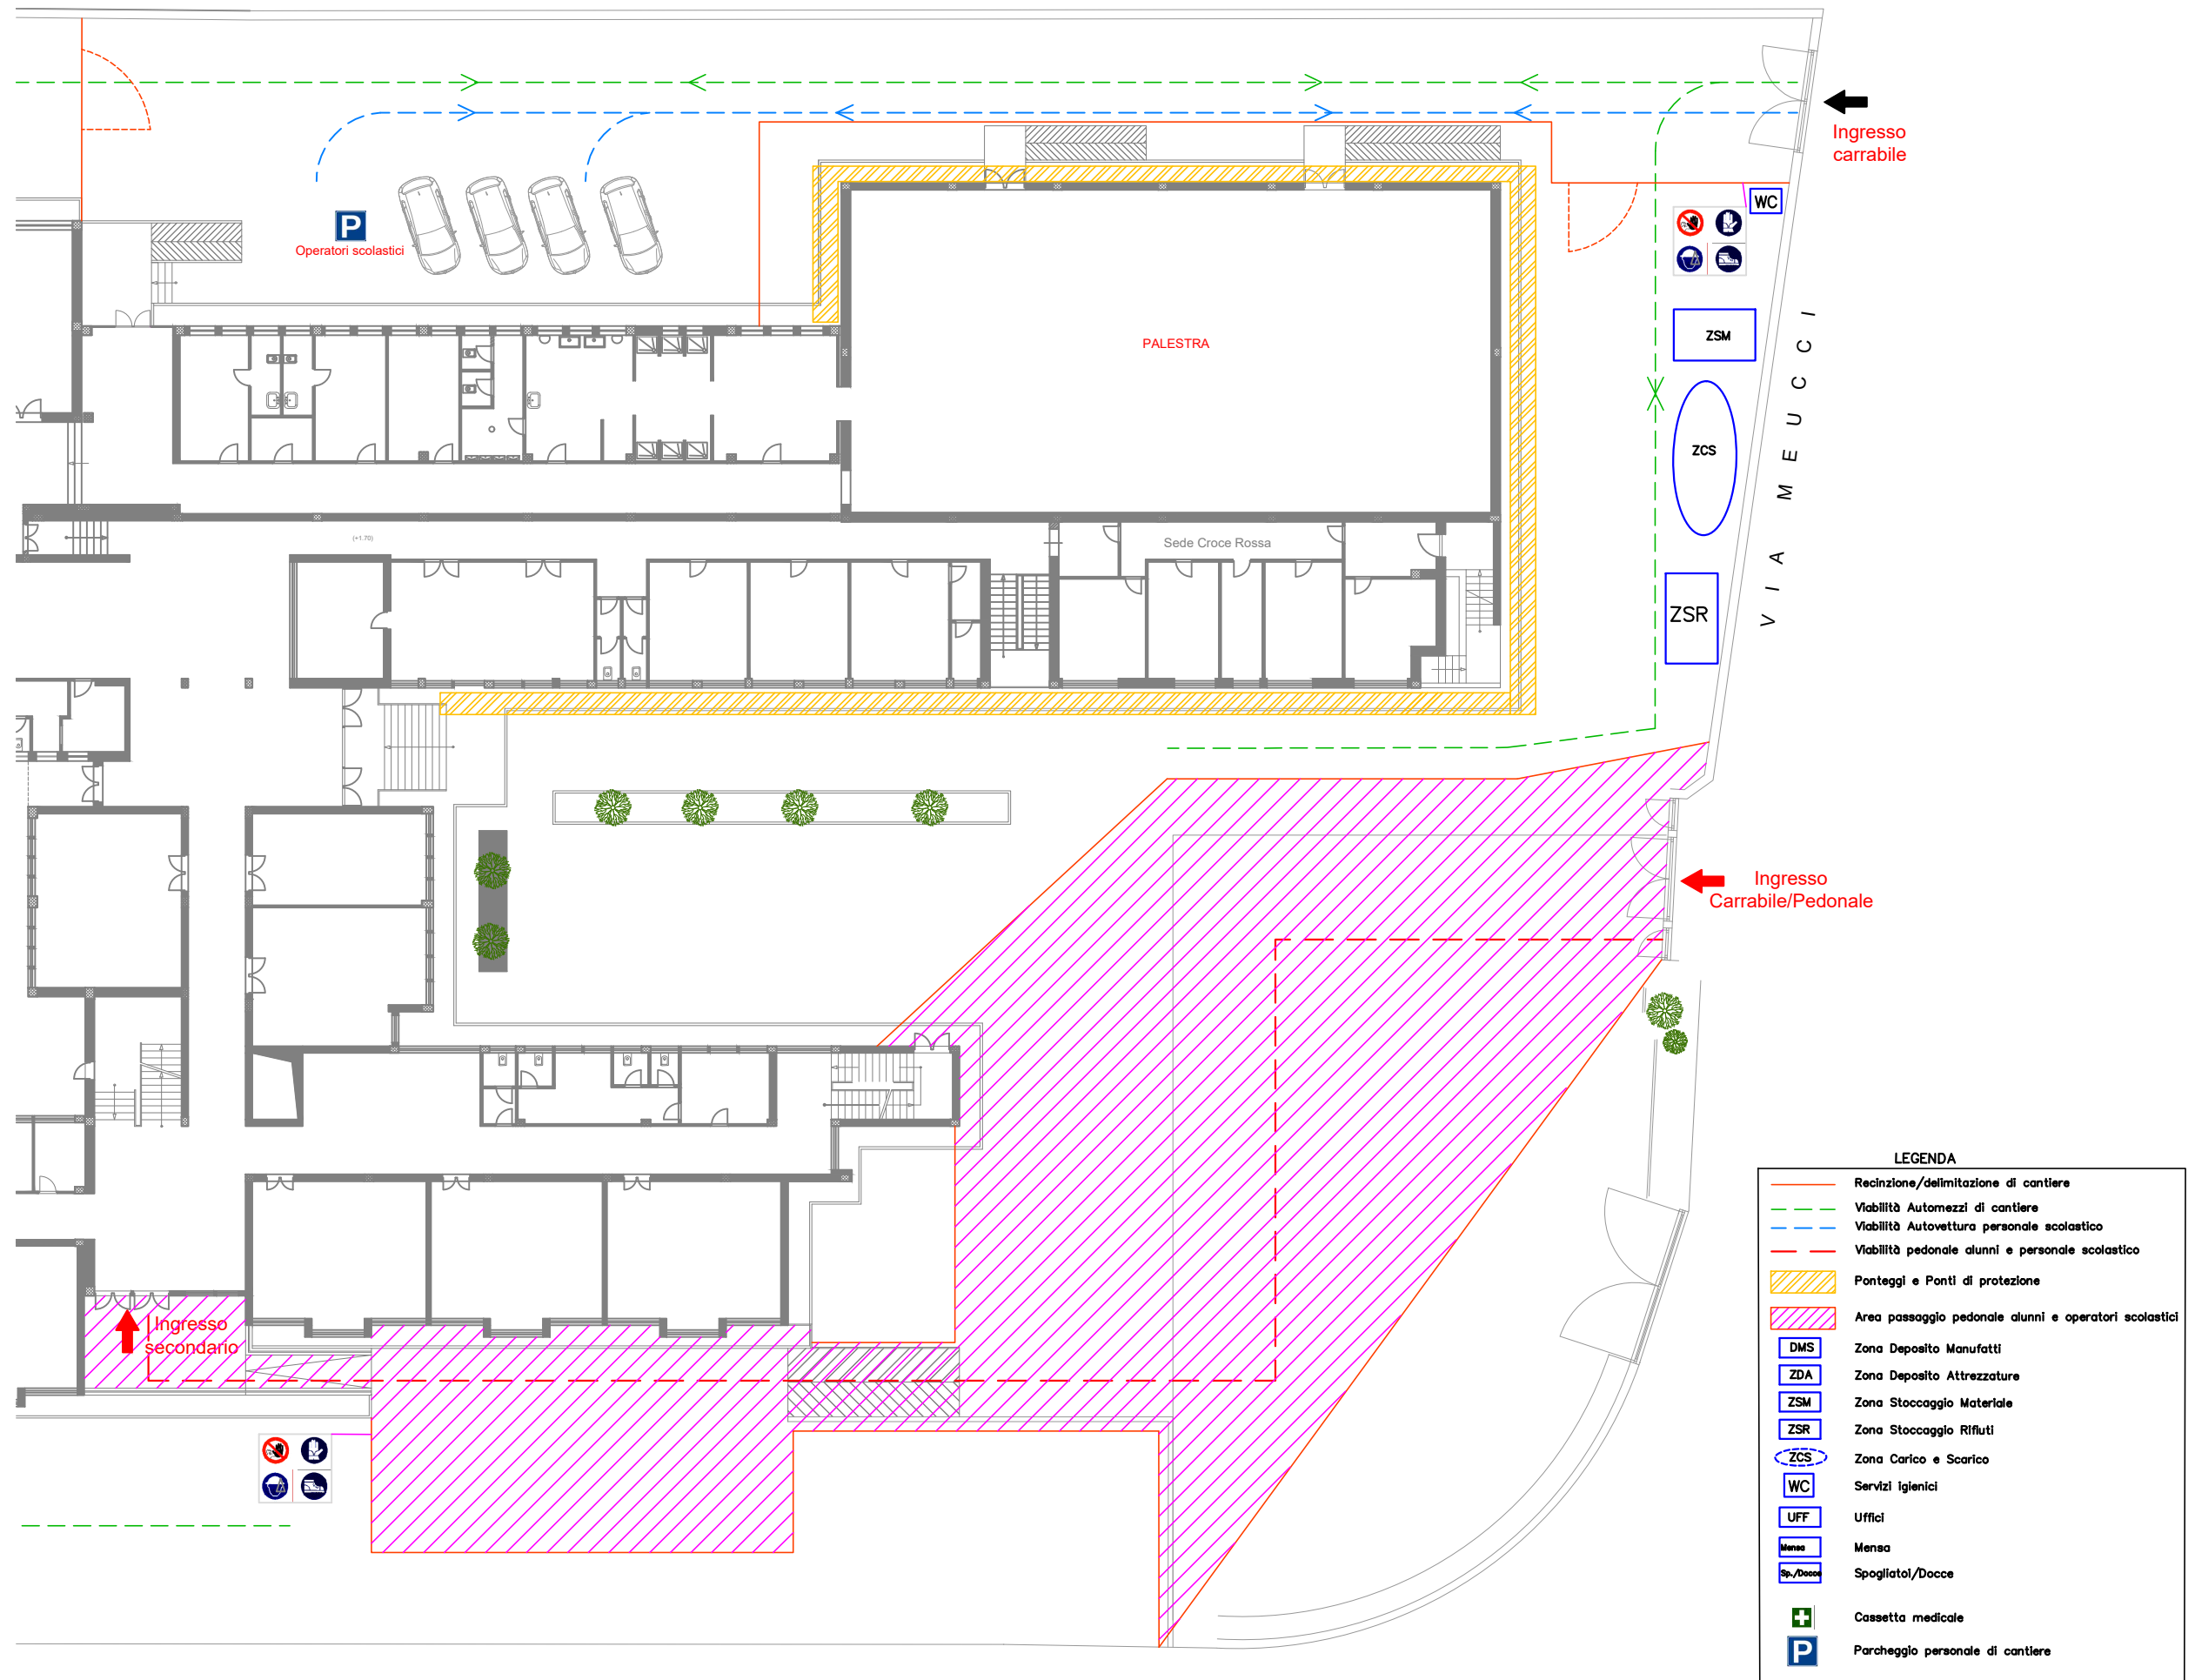 Ingresso
carrabile
WC
P
Operatori scolastici
ZSM
PALESTRA
ZCS
VIA MEUCCI
(+1.70)
Sede Croce Rossa
ZSR
Ingresso
Carrabile/Pedonale
Ingresso
secondario
LEGENDA
Recinzione/delimitazione di cantiere
Viabilità Automezzi di cantiere
Viabilità Autovettura personale scolastico
Viabilità pedonale alunni e personale scolastico
Ponteggi e Ponti di protezione
Area passaggio pedonale alunni e operatori scolastici
DMS Zona Deposito Manufatti
ZDA Zona Deposito Attrezzature
ZSM Zona Stoccaggio Materiale
ZSR Zona Stoccaggio Rifiuti
ZCS Zona Carico e Scarico
WC Servizi igienici
UFF Uffici
Mensa Mensa
Sp./Docce Spogliatoi/Docce
Cassetta medicale
P Parcheggio personale di cantiere